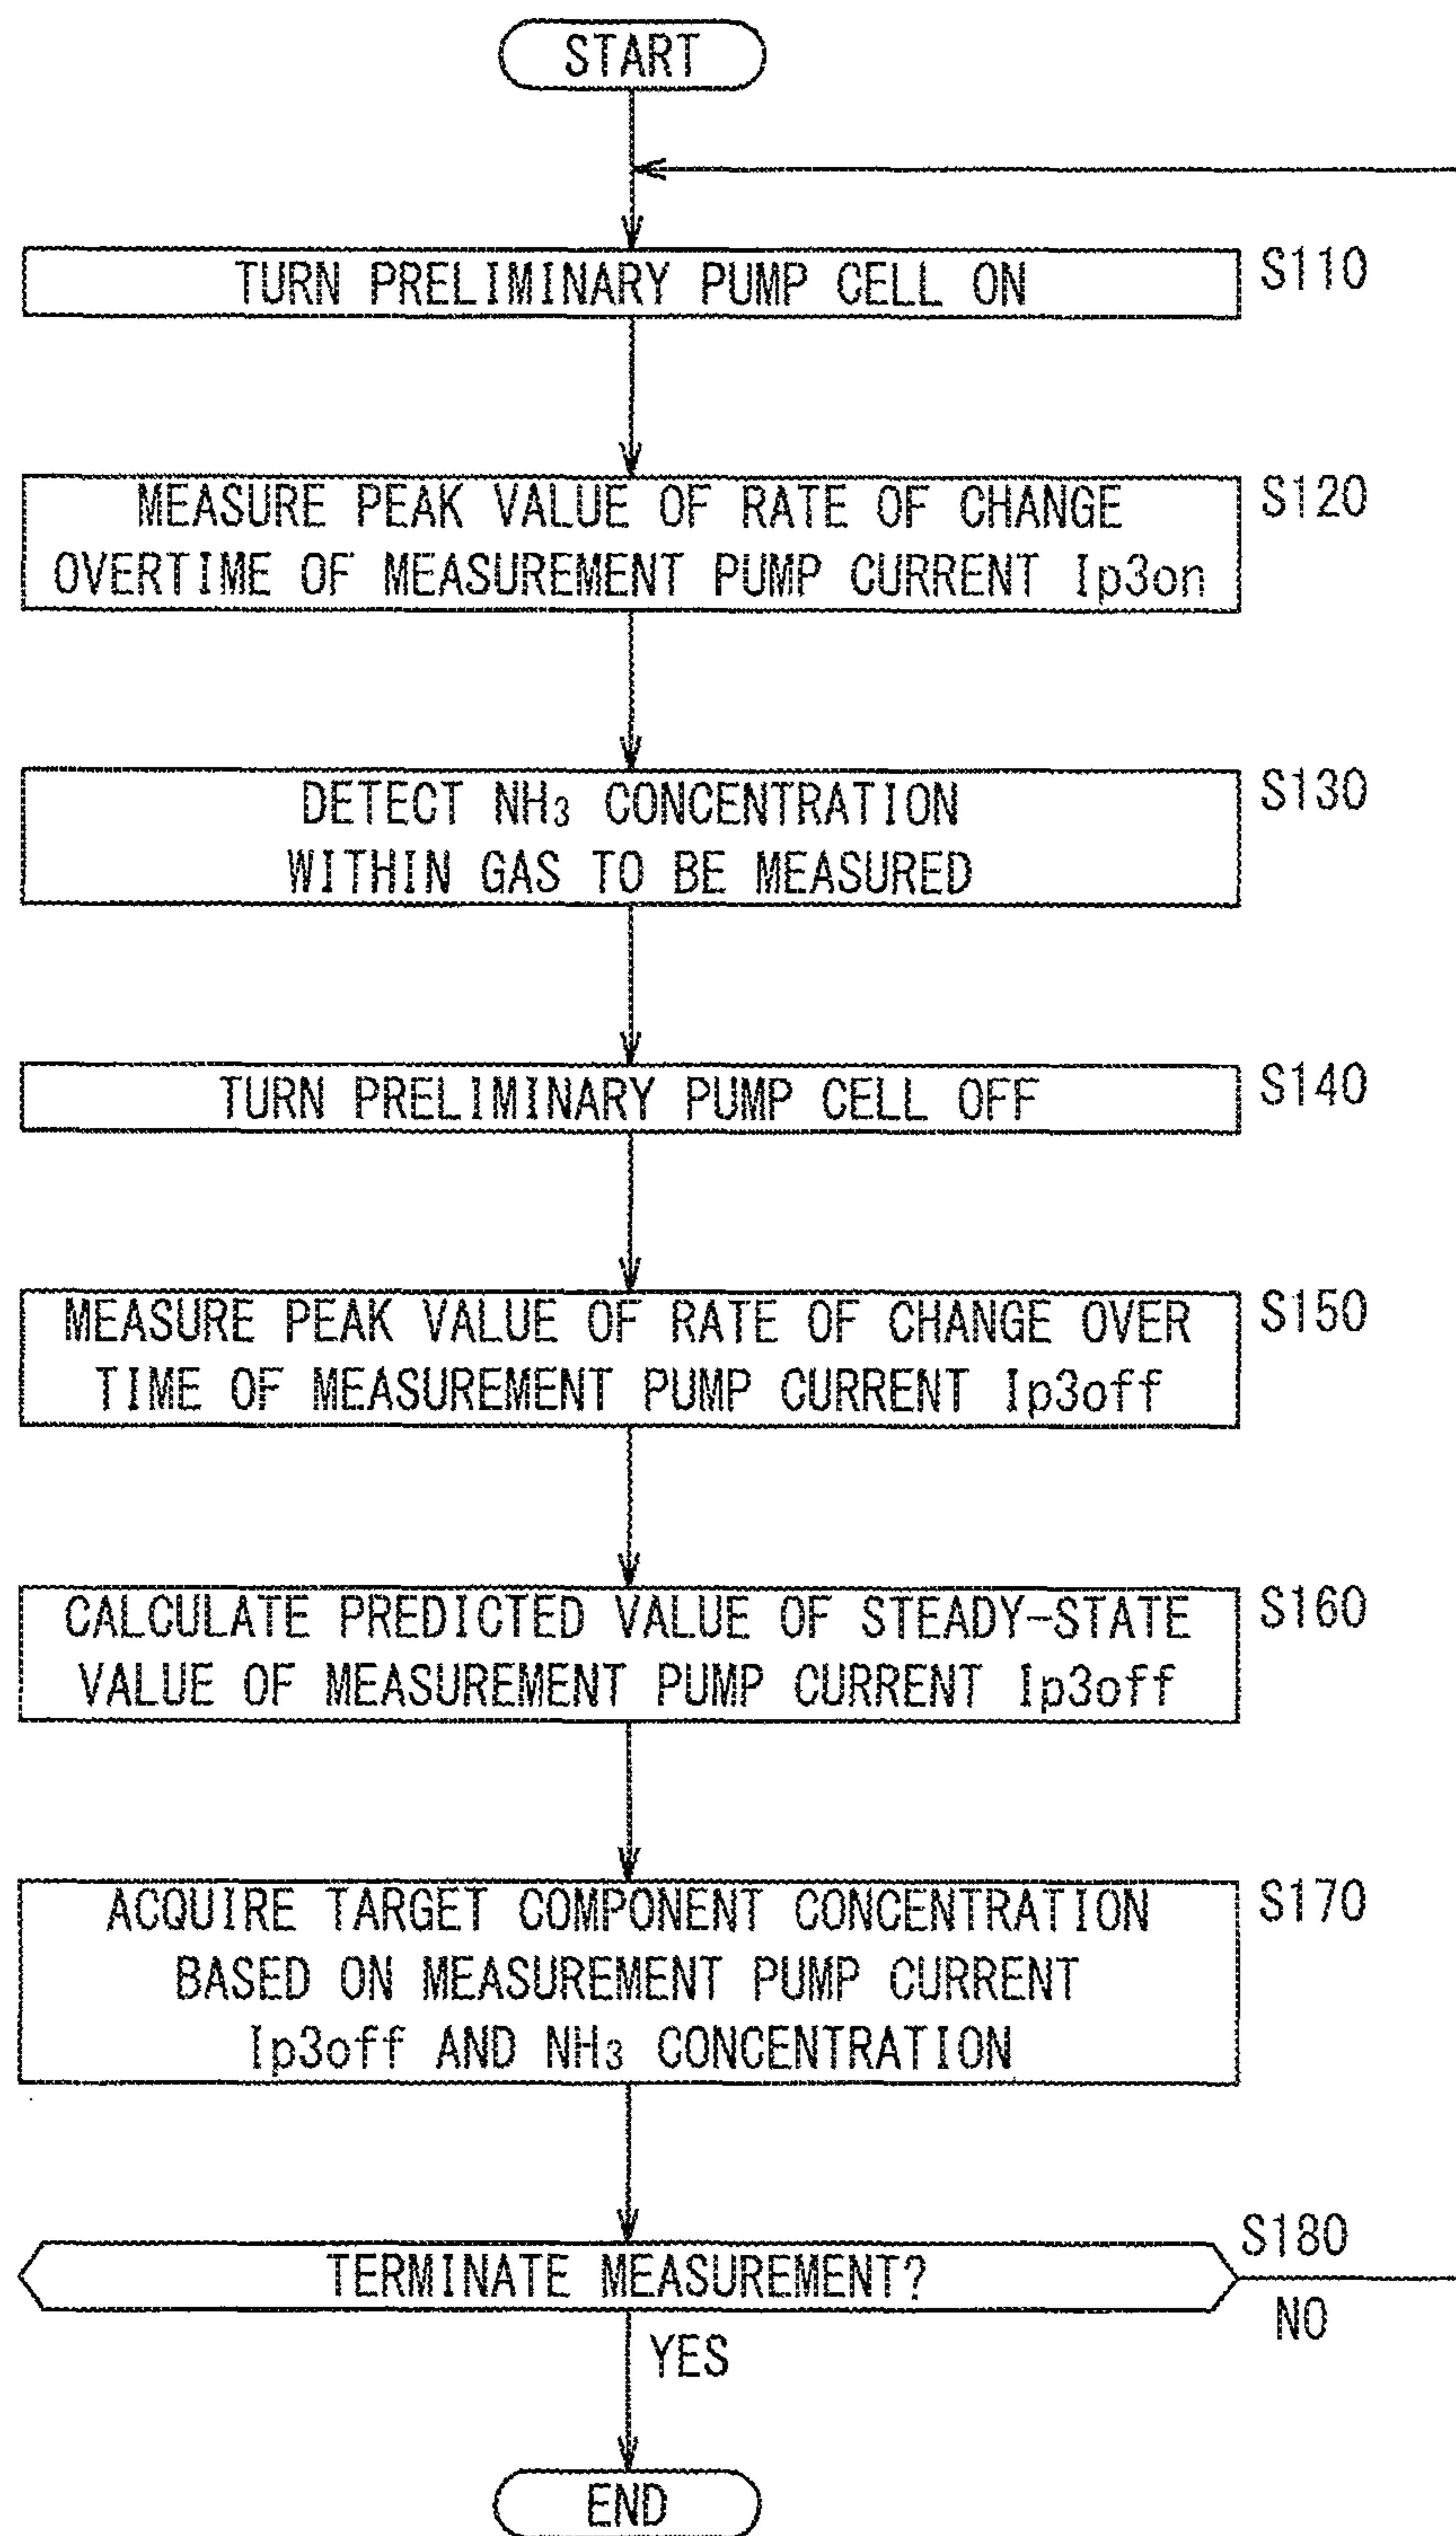 START
TURN PRELIMINARY PUMP CELL ON
S110
MEASURE PEAK VALUE OF RATE OF CHANGE
OVERTIME OF MEASUREMENT PUMP CURRENT Ip3on
S120
DETECT NH₃ CONCENTRATION
WITHIN GAS TO BE MEASURED
S130
TURN PRELIMINARY PUMP CELL OFF
S140
MEASURE PEAK VALUE OF RATE OF CHANGE OVER
TIME OF MEASUREMENT PUMP CURRENT Ip3off
S150
CALCULATE PREDICTED VALUE OF STEADY-STATE
VALUE OF MEASUREMENT PUMP CURRENT Ip3off
S160
ACQUIRE TARGET COMPONENT CONCENTRATION
BASED ON MEASUREMENT PUMP CURRENT
Ip3off AND NH₃ CONCENTRATION
S170
TERMINATE MEASUREMENT?
S180
NO
YES
END